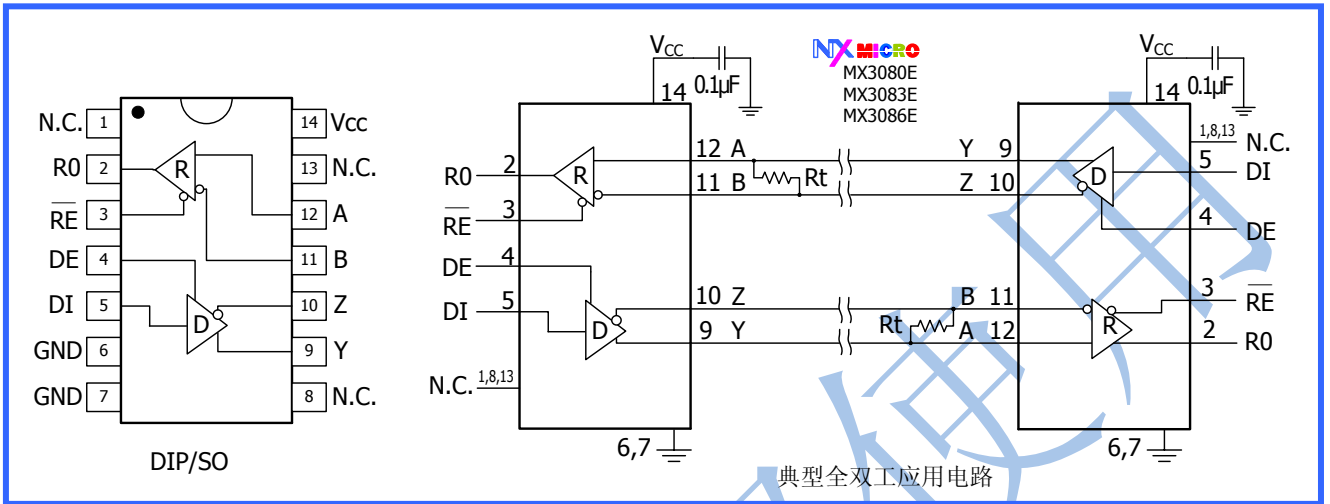 N.C. 1
R0 2
RE 3
DE 4
DI 5
GND 6
GND 7
14 Vcc
13 N.C.
12 A
11 B
10 Z
9 Y
8 N.C.
R
D
DIP/SO
VCC
0.1µF
14
R0 2
RE 3
DE 4
DI 5
N.C. 1,8,13
R
D
12 A
11 B
Rt
10 Z
9 Y
6,7
NX MICRO
MX3080E
MX3083E
MX3086E
VCC
0.1µF
14
Y 9
Z 10
Rt
B 11
A 12
D
R
1,8,13 N.C.
5 DI
4 DE
3 RE
2 R0
6,7
典型全双工应用电路
使用